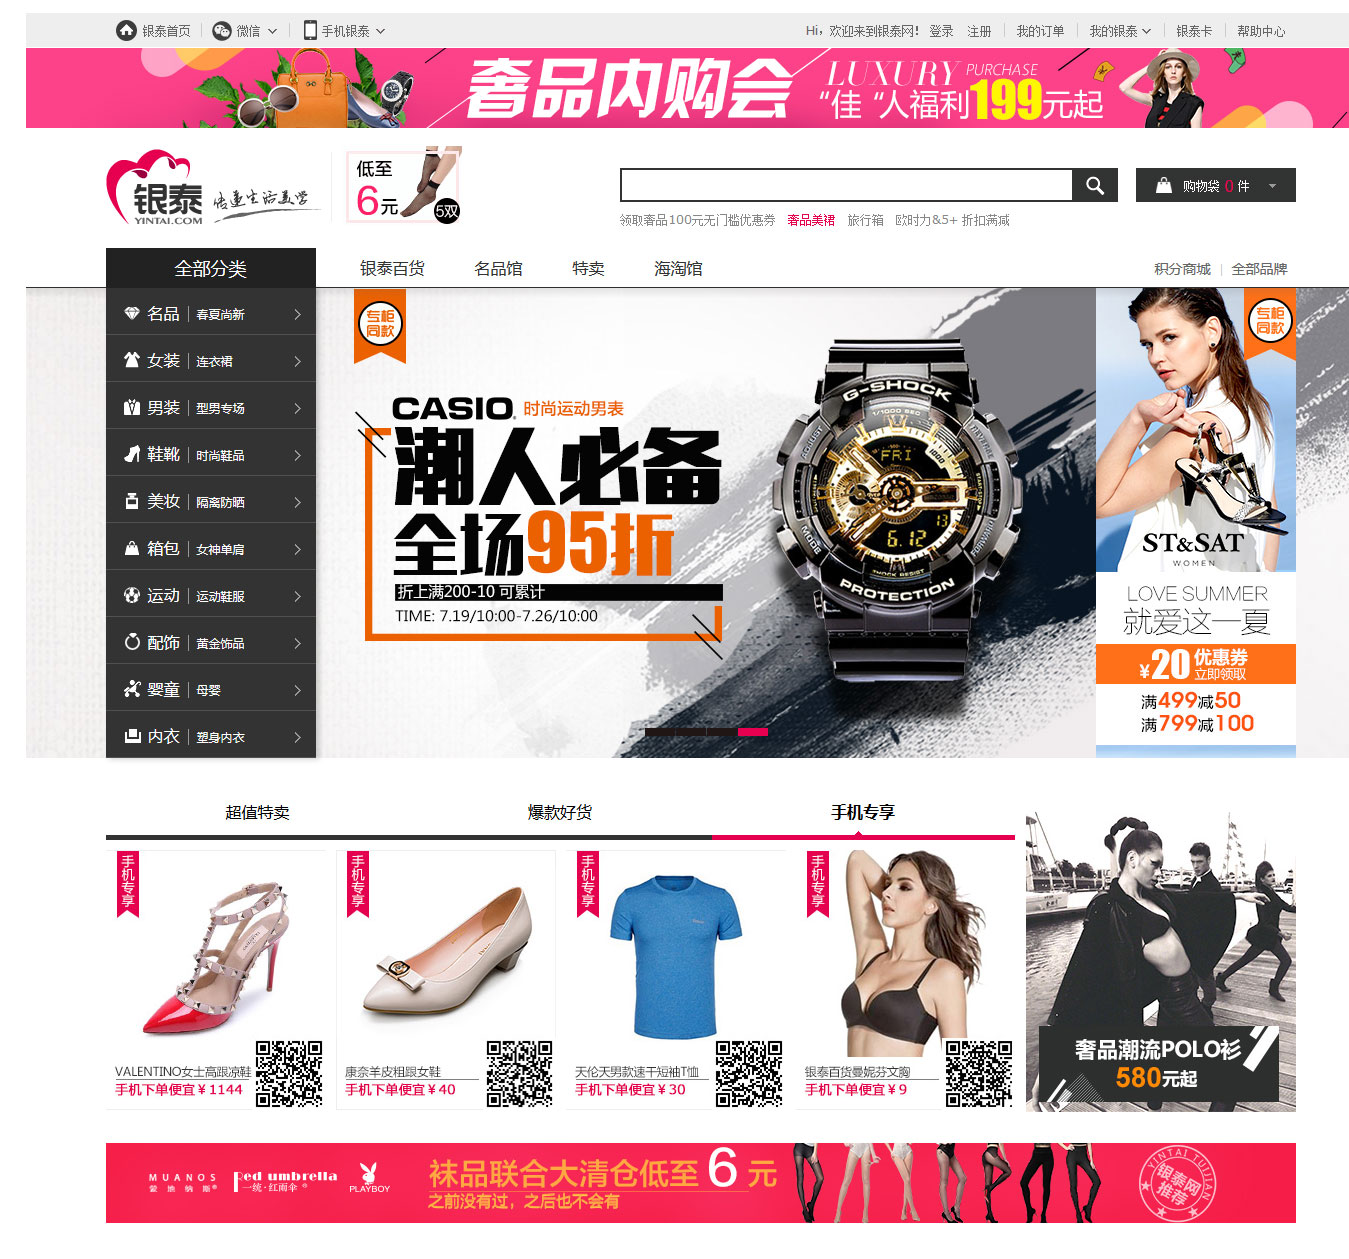 银泰首页 微信 手机银泰 Hi，欢迎来到银泰网！ 登录 注册 我的订单 我的银泰 银泰卡 帮助中心
奢品内购会 LUXURY PURCHASE
“佳“人福利199元起
银泰
YINTAI.COM
传递生活美学
低至
6元
5双
购物袋 0 件
领取奢品100元无门槛优惠券 奢品美裙 旅行箱 欧时力&5+ 折扣满减
全部分类 银泰百货 名品馆 特卖 海淘馆 积分商城 全部品牌
名品 春夏尚新
女装 连衣裙
男装 型男专场
鞋靴 时尚鞋品
美妆 隔离防晒
箱包 女神单肩
运动 运动鞋服
配饰 黄金饰品
婴童 母婴
内衣 塑身内衣
专柜
同款
CASIO. 时尚运动男表
潮人必备
全场95折
折上满200-10 可累计
TIME: 7.19/10:00-7.26/10:00
G-SHOCK
1/1000 SEC
ADJUST
REVERSE
FRI
6.12
MODE
FORWARD
SHOCK RESIST
PROTECTION
专柜
同款
ST&SAT
WOMEN
LOVE SUMMER
就爱这一夏
¥20 优惠券
立即领取
满499减50
满799减100
超值特卖 爆款好货 手机专享
手机专享
VALENTINO女士高跟凉鞋
手机下单便宜￥1144
手机专享
康奈羊皮粗跟女鞋
手机下单便宜￥40
手机专享
天伦天男款速干短袖T恤
手机下单便宜￥30
手机专享
银泰百货曼妮芬文胸
手机下单便宜￥9
奢品潮流POLO衫
580元起
MUANOS
爱地纳斯®
Red umbrella
一统·红雨伞®
PLAYBOY
袜品联合大清仓低至6元
之前没有过，之后也不会有
YINTAI TUIJIAN
银泰网
推荐